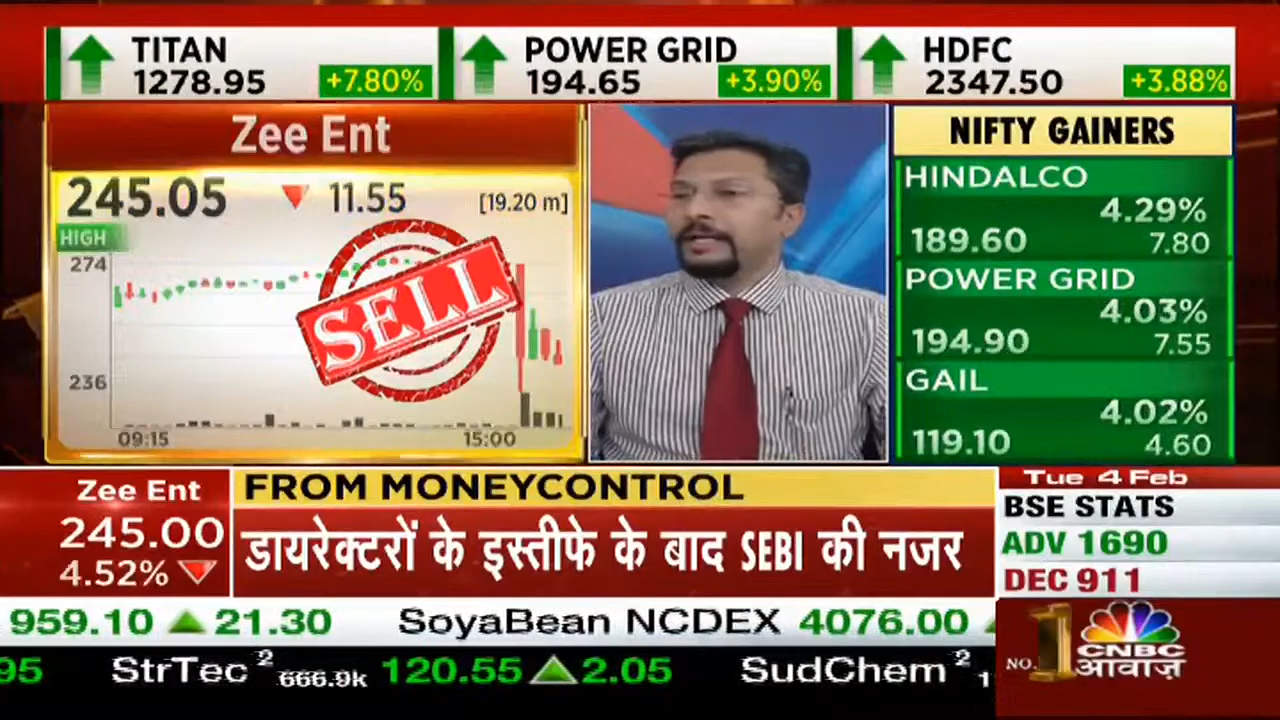 TITAN
1278.95 +7.80%
POWER GRID
194.65 +3.90%
HDFC
2347.50 +3.88%
Zee Ent
245.05 11.55 [19.20 m]
HIGH
274
SELL
236
09:15 15:00
NIFTY GAINERS
HINDALCO
4.29%
189.60 7.80
POWER GRID
4.03%
194.90 7.55
GAIL
4.02%
119.10 4.60
Zee Ent
245.00
4.52%
FROM MONEYCONTROL
डायरेक्टरों के इस्तीफे के बाद SEBI की नजर
Tue 4 Feb
BSE STATS
ADV 1690
DEC 911
959.10 21.30 SoyaBean NCDEX 4076.00
95 StrTec 2 666.9k 120.55 2.05 SudChem 2
NO. 1 CNBC
आवाज़